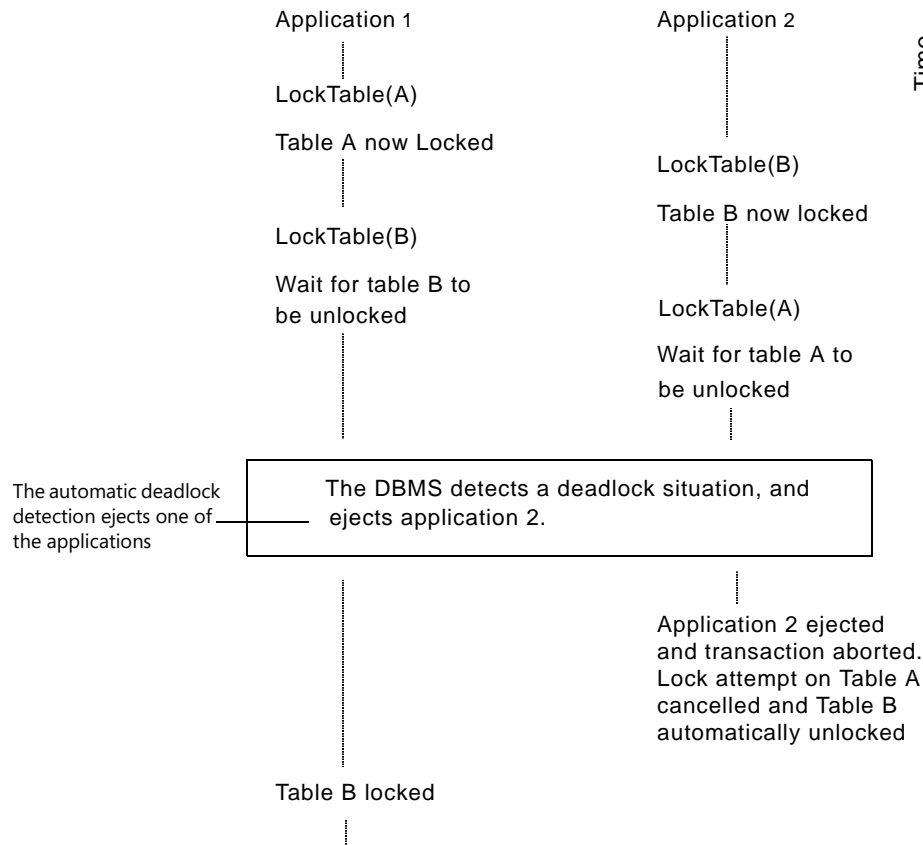 Application 1
Application 2
Time
LockTable(A)
Table A now Locked
LockTable(B)
Table B now locked
LockTable(B)
Wait for table B to
be unlocked
LockTable(A)
Wait for table A to
be unlocked
The automatic deadlock
detection ejects one of
the applications
The DBMS detects a deadlock situation, and
ejects application 2.
Application 2 ejected
and transaction aborted.
Lock attempt on Table A
cancelled and Table B
automatically unlocked
Table B locked